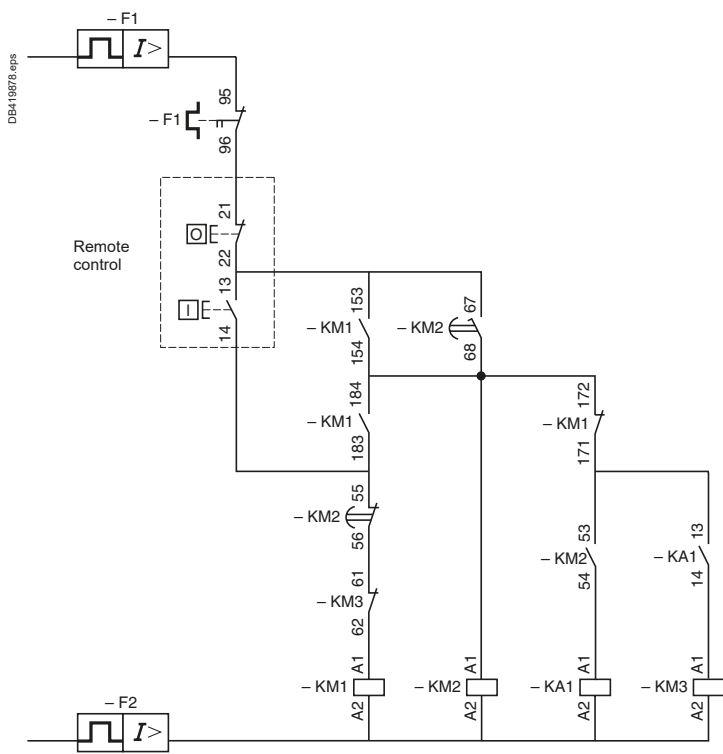 – F1
I >
DB419878.eps
95
– F1
96
21
O
22
Remote
control
13
I
14
153
– KM1
154
67
– KM2
68
184
– KM1
183
172
– KM1
171
55
– KM2
56
53
– KM2
54
13
– KA1
14
61
– KM3
62
A1
– KM1
A2
A1
– KM2
A2
A1
– KA1
A2
A1
– KM3
A2
– F2
I >